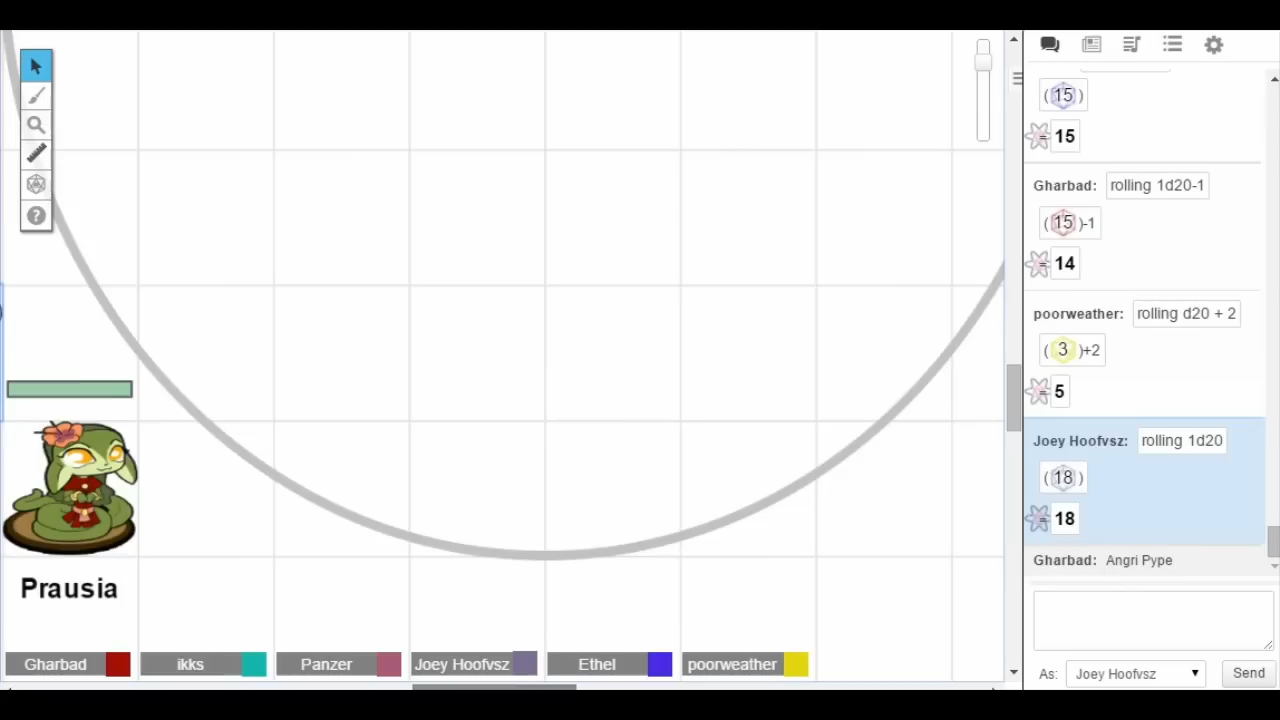 (15)
= 15
Gharbad: rolling 1d20-1
(15)-1
= 14
poorweather: rolling d20 + 2
(3)+2
= 5
Joey Hoofvsz: rolling 1d20
(18)
= 18
Gharbad: Angri Pype
?
Prausia
Gharbad
ikks
Panzer
Joey Hoofvsz
Ethel
poorweather
As: Joey Hoofvsz
Send